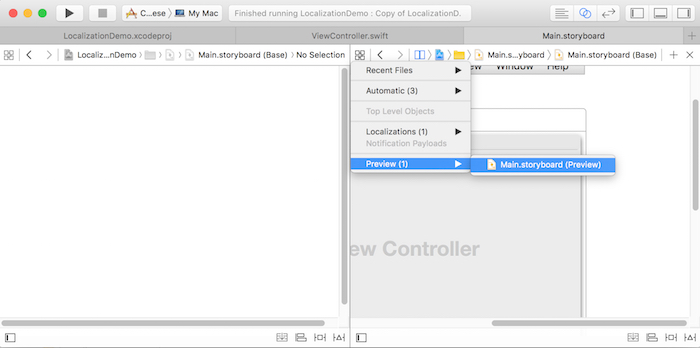 C...ese
My Mac
Finished running LocalizationDemo : Copy of LocalizationD.
LocalizationDemo.xcodeproj
ViewController.swift
Main.storyboard
Localiz...nDemo
Main.storyboard (Base)
No Selection
Main.s...yboard
Main.storyboard (Base)
Window
Help
Recent Files
Automatic (3)
Top Level Objects
Localizations (1)
Notification Payloads
Preview (1)
Main.storyboard (Preview)
ew Controller